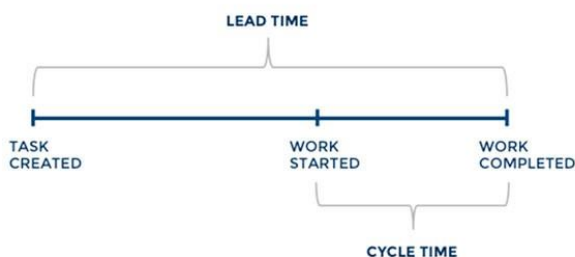 LEAD TIME
TASK
CREATED
WORK
STARTED
WORK
COMPLETED
CYCLE TIME